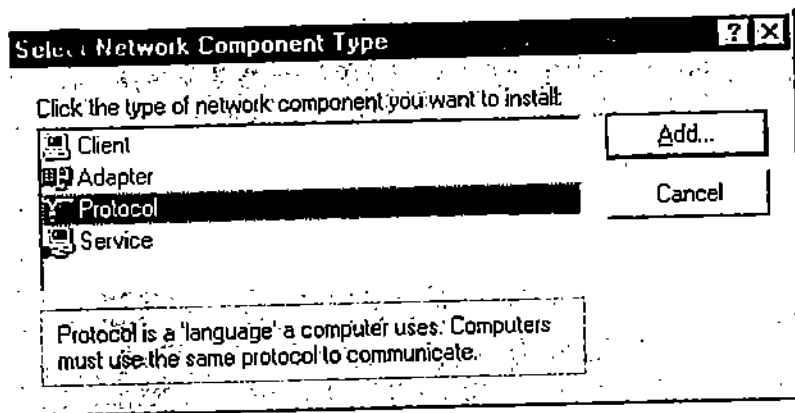 Select Network Component Type ? X
Click the type of network component you want to install:
Client
Adapter
Protocol
Service
Add...
Cancel
Protocol is a 'language' a computer uses. Computers
must use the same protocol to communicate.